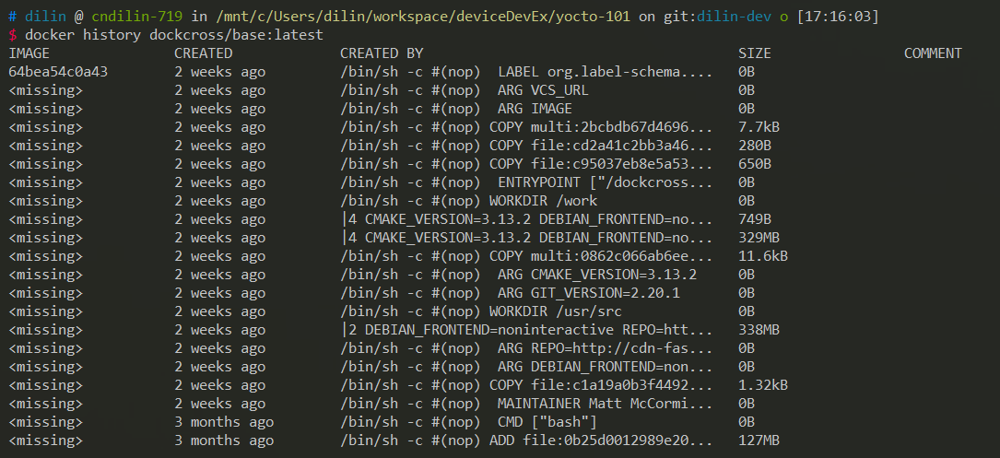 # dilin @ cndilin-719 in /mnt/c/Users/dilin/workspace/deviceDevEx/yocto-101 on git:dilin-dev o [17:16:03]
$ docker history dockcross/base:latest
IMAGE CREATED CREATED BY SIZE COMMENT
64bea54c0a43 2 weeks ago /bin/sh -c #(nop) LABEL org.label-schema.... 0B
<missing> 2 weeks ago /bin/sh -c #(nop) ARG VCS_URL 0B
<missing> 2 weeks ago /bin/sh -c #(nop) ARG IMAGE 0B
<missing> 2 weeks ago /bin/sh -c #(nop) COPY multi:2bcbdb67d4696... 7.7kB
<missing> 2 weeks ago /bin/sh -c #(nop) COPY file:cd2a41c2bb3a46... 280B
<missing> 2 weeks ago /bin/sh -c #(nop) COPY file:c95037eb8e5a53... 650B
<missing> 2 weeks ago /bin/sh -c #(nop) ENTRYPOINT ["/dockcross... 0B
<missing> 2 weeks ago /bin/sh -c #(nop) WORKDIR /work 0B
<missing> 2 weeks ago |4 CMAKE_VERSION=3.13.2 DEBIAN_FRONTEND=no... 749B
<missing> 2 weeks ago |4 CMAKE_VERSION=3.13.2 DEBIAN_FRONTEND=no... 329MB
<missing> 2 weeks ago /bin/sh -c #(nop) COPY multi:0862c066ab6ee... 11.6kB
<missing> 2 weeks ago /bin/sh -c #(nop) ARG CMAKE_VERSION=3.13.2 0B
<missing> 2 weeks ago /bin/sh -c #(nop) ARG GIT_VERSION=2.20.1 0B
<missing> 2 weeks ago /bin/sh -c #(nop) WORKDIR /usr/src 0B
<missing> 2 weeks ago |2 DEBIAN_FRONTEND=noninteractive REPO=htt... 338MB
<missing> 2 weeks ago /bin/sh -c #(nop) ARG REPO=http://cdn-fas... 0B
<missing> 2 weeks ago /bin/sh -c #(nop) ARG DEBIAN_FRONTEND=non... 0B
<missing> 2 weeks ago /bin/sh -c #(nop) COPY file:c1a19a0b3f4492... 1.32kB
<missing> 2 weeks ago /bin/sh -c #(nop) MAINTAINER Matt McCormi... 0B
<missing> 3 months ago /bin/sh -c #(nop) CMD ["bash"] 0B
<missing> 3 months ago /bin/sh -c #(nop) ADD file:0b25d0012989e20... 127MB